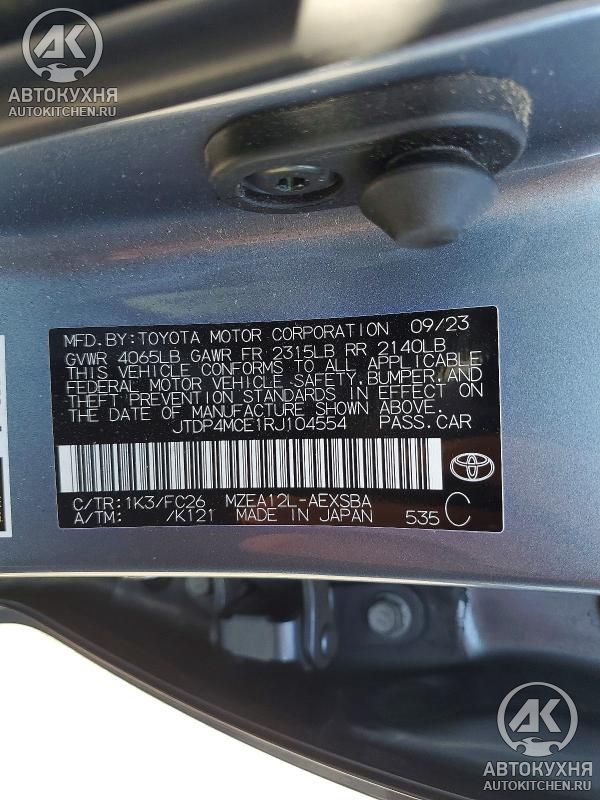 AK
АВТОКУХНЯ
AUTOKITCHEN.RU
MFD.BY:TOYOTA MOTOR CORPORATION 09/23
GVWR 4065LB GAWR FR 2315LB RR 2140LB
THIS VEHICLE CONFORMS TO ALL APPLICABLE
FEDERAL MOTOR VEHICLE SAFETY,BUMPER,AND
THEFT PREVENTION STANDARDS IN EFFECT ON
THE DATE OF MANUFACTURE SHOWN ABOVE.
JTDP4MCE1RJ104554 PASS.CAR
C/TR:1K3/FC26 MZEA12L-AEXSBA
A/TM: /K121 MADE IN JAPAN 535 C
AK
АВТОКУХНЯ
AUTOKITCHEN.RU